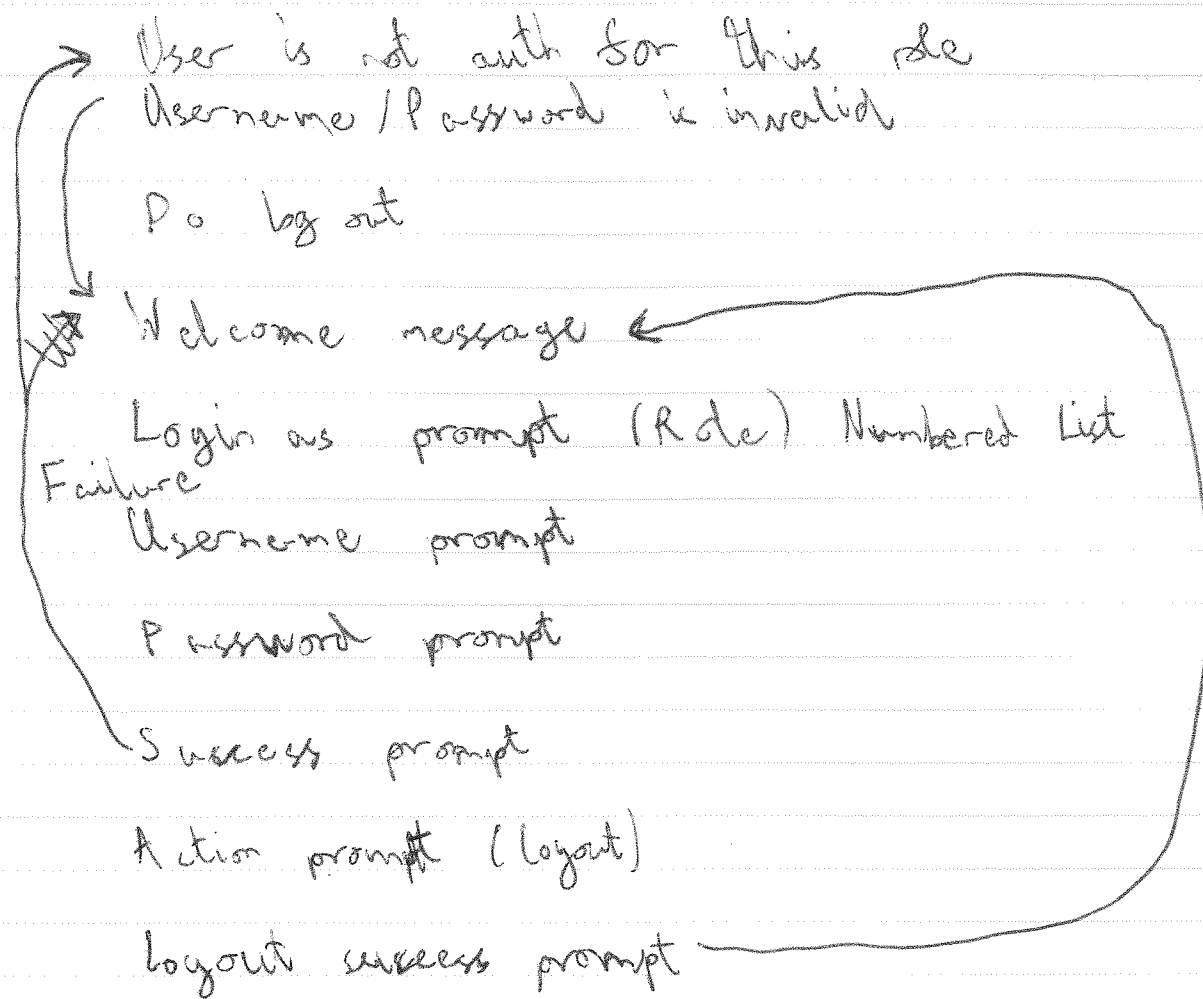 User is not auth for this role
Username/Password is invalid
Do log out
Welcome message
Login as prompt (Role) Numbered List
Failure
Username prompt
Password prompt
Success prompt
Action prompt (logout)
Logout success prompt